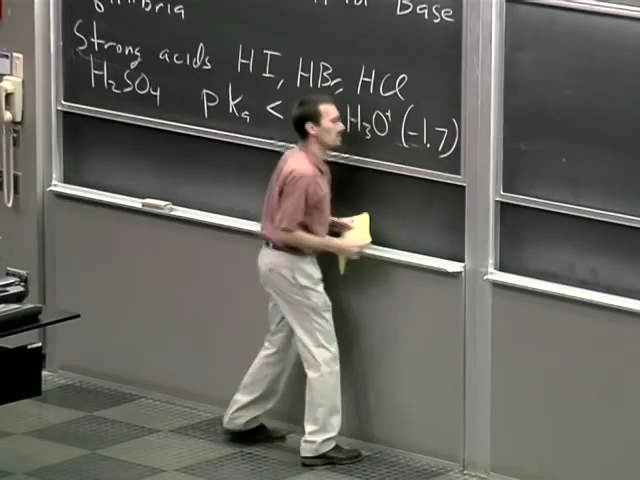 Base
Strong acids HI, HBr, HCl
H₂SO₄ pKₐ < H₃O⁺ (-1.7)